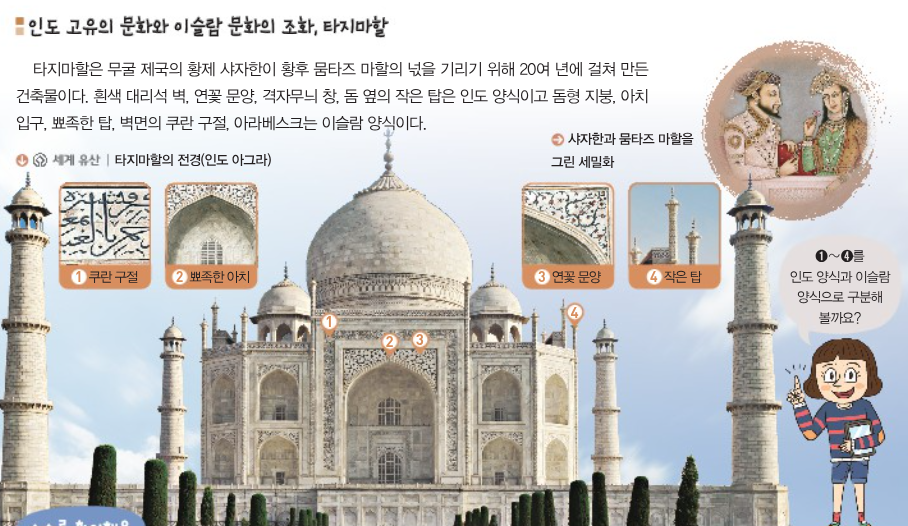 인도 고유의 문화와 이슬람 문화의 조화, 타지마할
타지마할은 무굴 제국의 황제 샤자한이 황후 뭄타즈 마할의 넋을 기리기 위해 20여 년에 걸쳐 만든
건축물이다. 흰색 대리석 벽, 연꽃 문양, 격자무늬 창, 돔 옆의 작은 탑은 인도 양식이고 돔형 지붕, 아치
입구, 뾰족한 탑, 벽면의 쿠란 구절, 아라베스크는 이슬람 양식이다.
샤자한과 뭄타즈 마할을
그린 세밀화
세계 유산 | 타지마할의 전경(인도 아그라)
❶ 쿠란 구절
❷ 뾰족한 아치
❸ 연꽃 문양
❹ 작은 탑
❶~❹를
인도 양식과 이슬람
양식으로 구분해
볼까요?
①
②
③
④